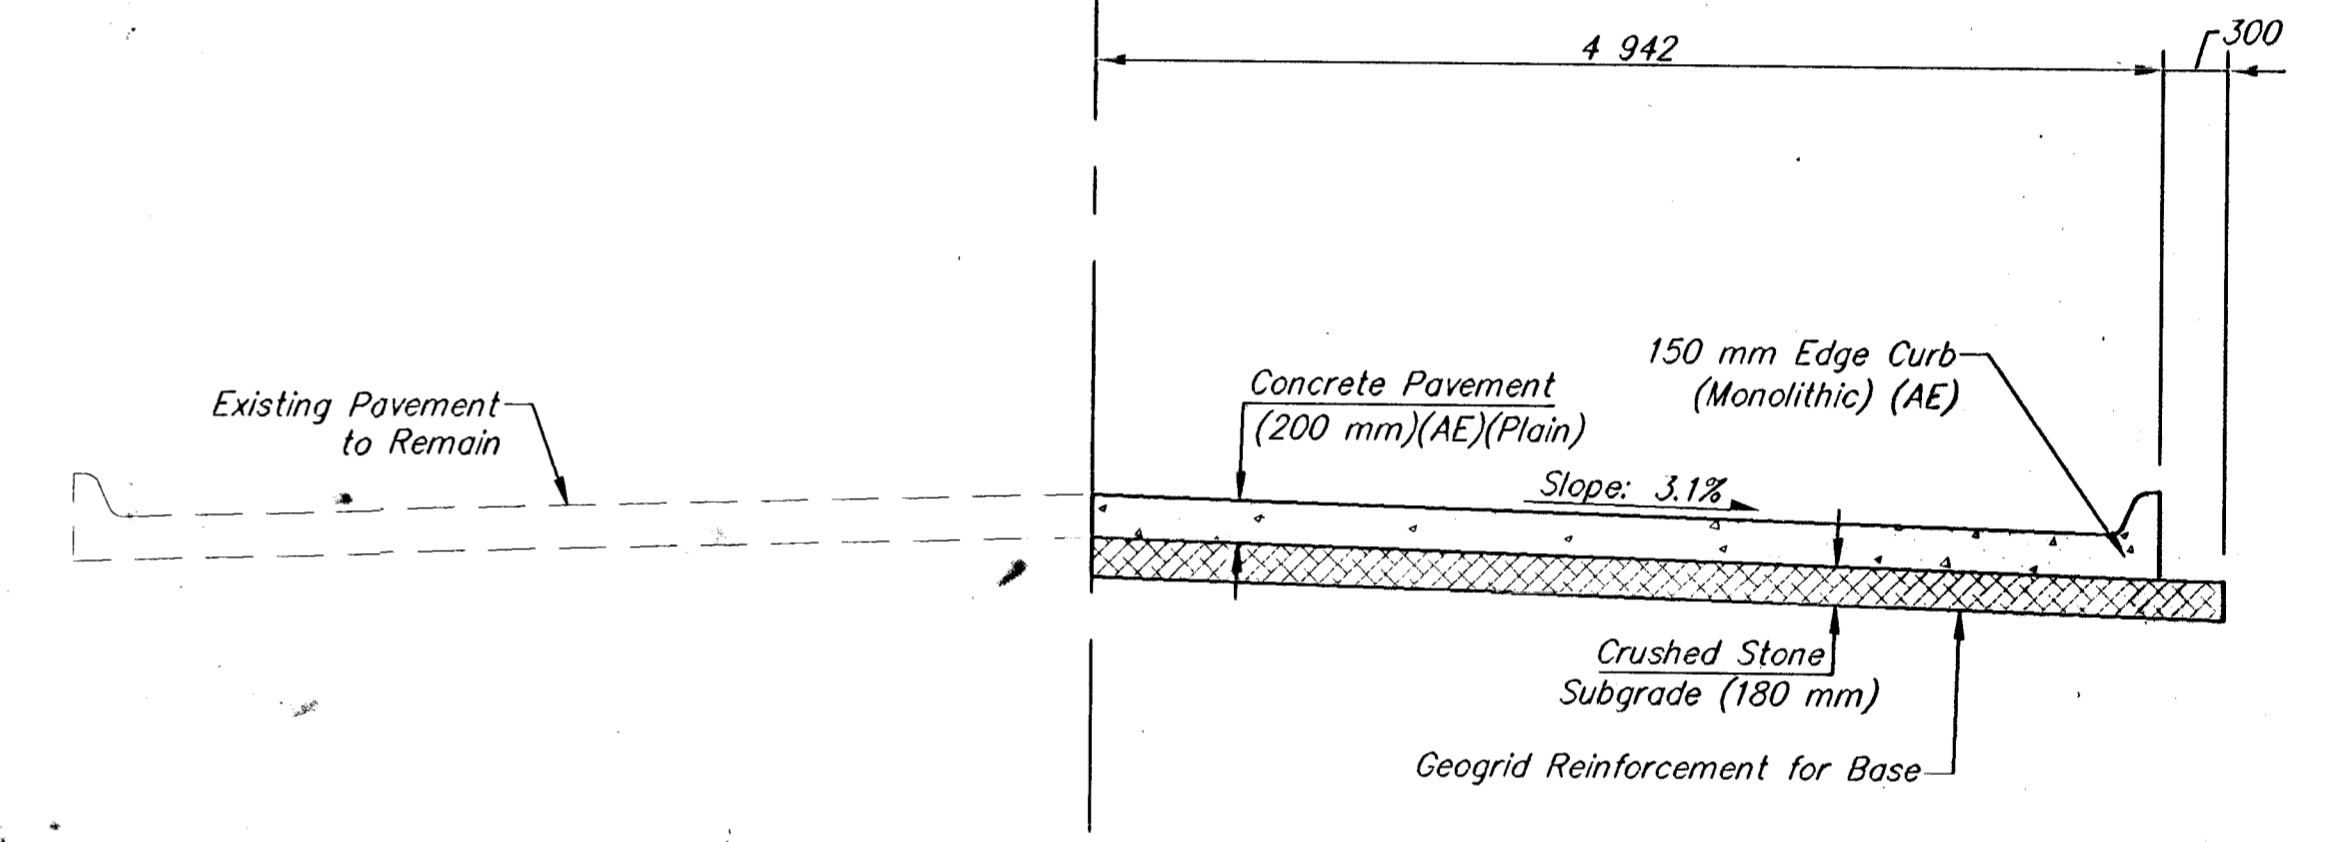 4 942
300
150 mm Edge Curb
(Monolithic) (AE)
Concrete Pavement
(200 mm)(AE)(Plain)
Existing Pavement
to Remain
Slope: 3.1%
Crushed Stone
Subgrade (180 mm)
Geogrid Reinforcement for Base